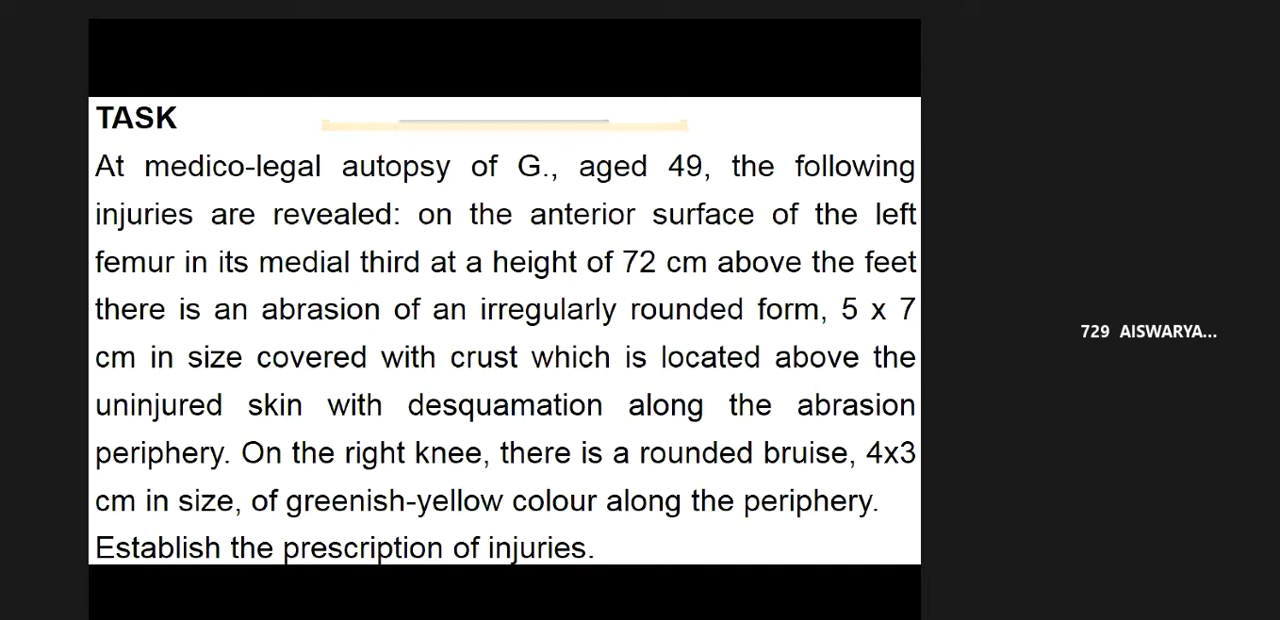 TASK
At medico-legal autopsy of G., aged 49, the following
injuries are revealed: on the anterior surface of the left
femur in its medial third at a height of 72 cm above the feet
there is an abrasion of an irregularly rounded form, 5 x 7
cm in size covered with crust which is located above the
uninjured skin with desquamation along the abrasion
periphery. On the right knee, there is a rounded bruise, 4x3
cm in size, of greenish-yellow colour along the periphery.
Establish the prescription of injuries.
729 AISWARYA...